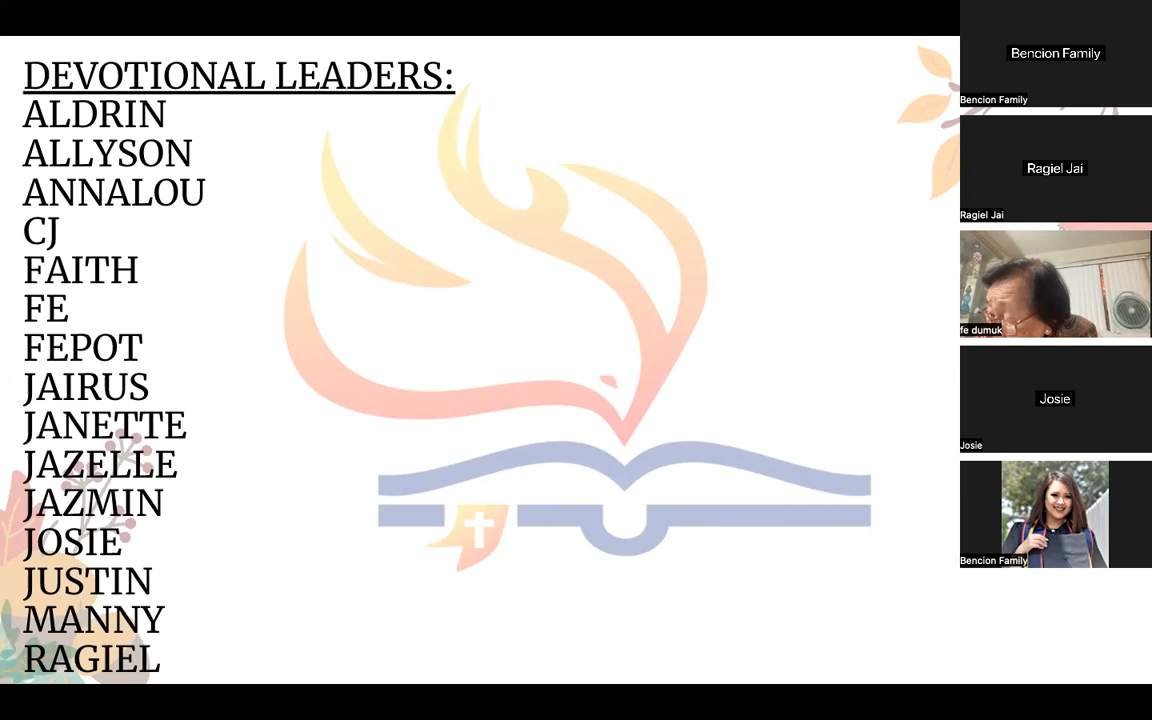 DEVOTIONAL LEADERS:
ALDRIN
ALLYSON
ANNALOU
CJ
FAITH
FE
FEPOT
JAIRUS
JANETTE
JAZELLE
JAZMIN
JOSIE
JUSTIN
MANNY
RAGIEL
Bencion Family
Bencion Family
Ragiel Jai
Ragiel Jai
fe dumuk
Josie
Josie
Bencion Family